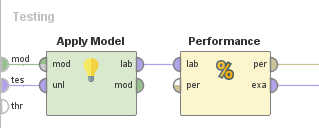 Testing
Apply Model
Performance
mod mod lab lab per
tes unl mod per exa
thr